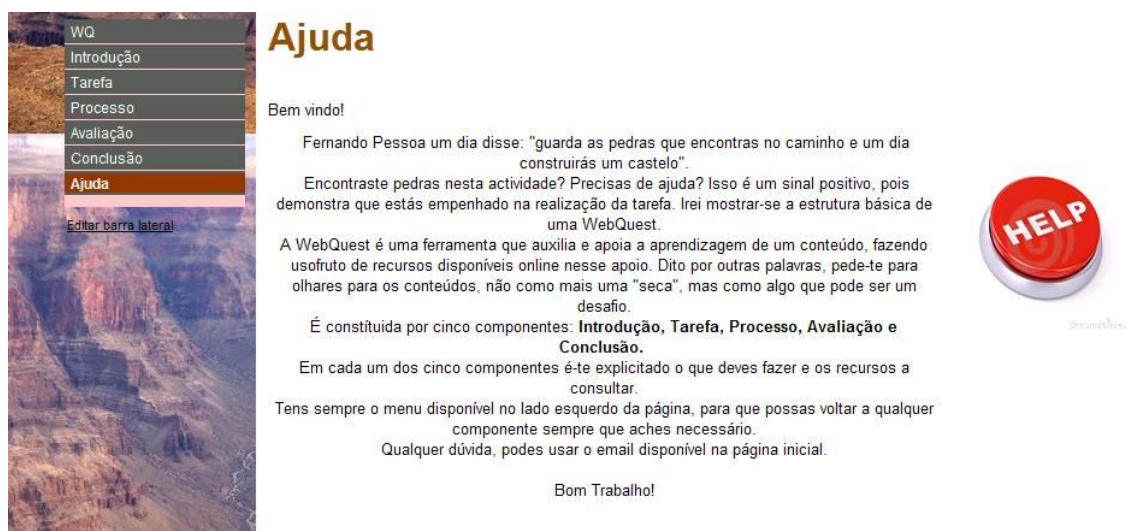 WQ
Introdução
Tarefa
Processo
Avaliação
Conclusão
Ajuda
Editar barra lateral
Ajuda
Bem vindo!
Fernando Pessoa um dia disse: "guarda as pedras que encontras no caminho e um dia
construirás um castelo".
Encontraste pedras nesta actividade? Precisas de ajuda? Isso é um sinal positivo, pois
demonstra que estás empenhado na realização da tarefa. Irei mostrar-se a estrutura básica de
uma WebQuest.
A WebQuest é uma ferramenta que auxilia e apoia a aprendizagem de um conteúdo, fazendo
usofruto de recursos disponíveis online nesse apoio. Dito por outras palavras, pede-te para
olhares para os conteúdos, não como mais uma "seca", mas como algo que pode ser um
desafio.
É constítuida por cinco componentes: Introdução, Tarefa, Processo, Avaliação e
Conclusão.
Em cada um dos cinco componentes é-te explicitado o que deves fazer e os recursos a
consultar.
Tens sempre o menu disponível no lado esquerdo da página, para que possas voltar a qualquer
componente sempre que aches necessário.
Qualquer dúvida, podes usar o email disponível na página inicial.
Bom Trabalho!
HELP